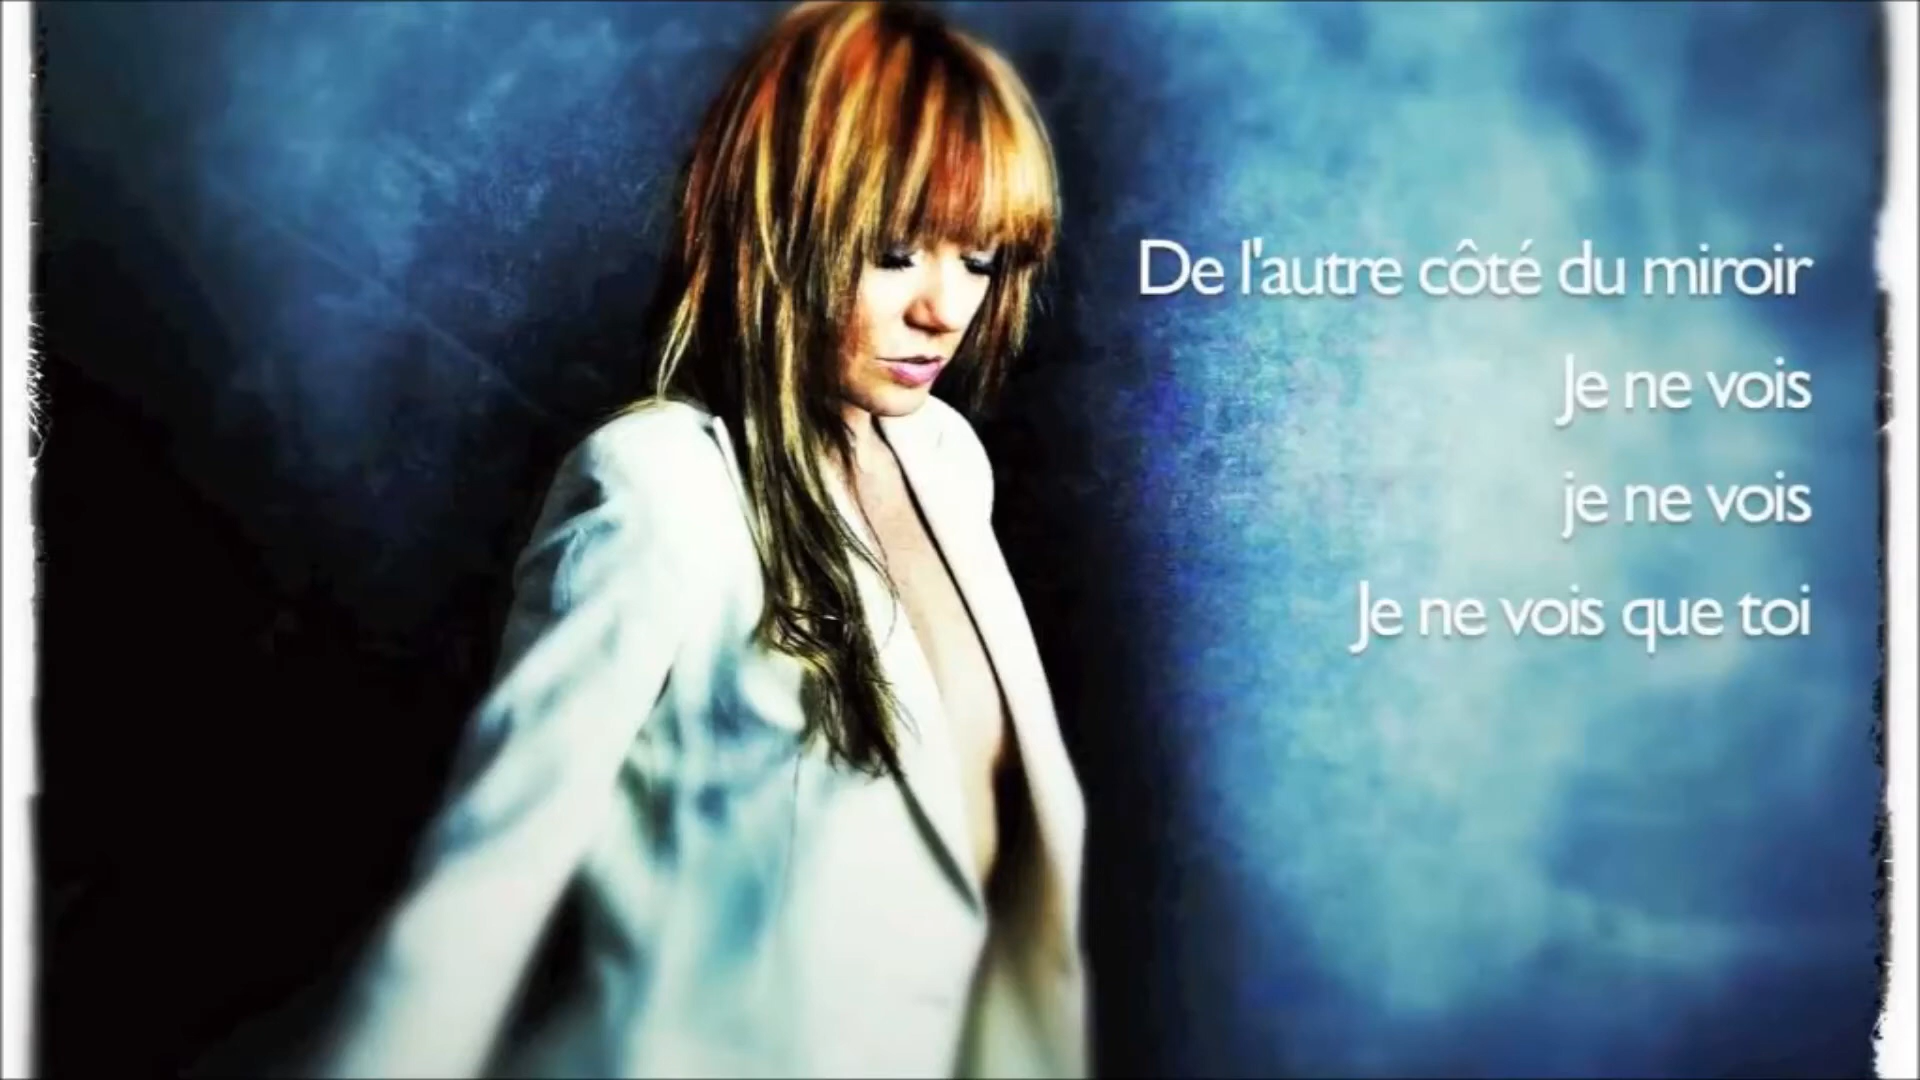 De l'autre côté du miroir
Je ne vois
je ne vois
Je ne vois que toi